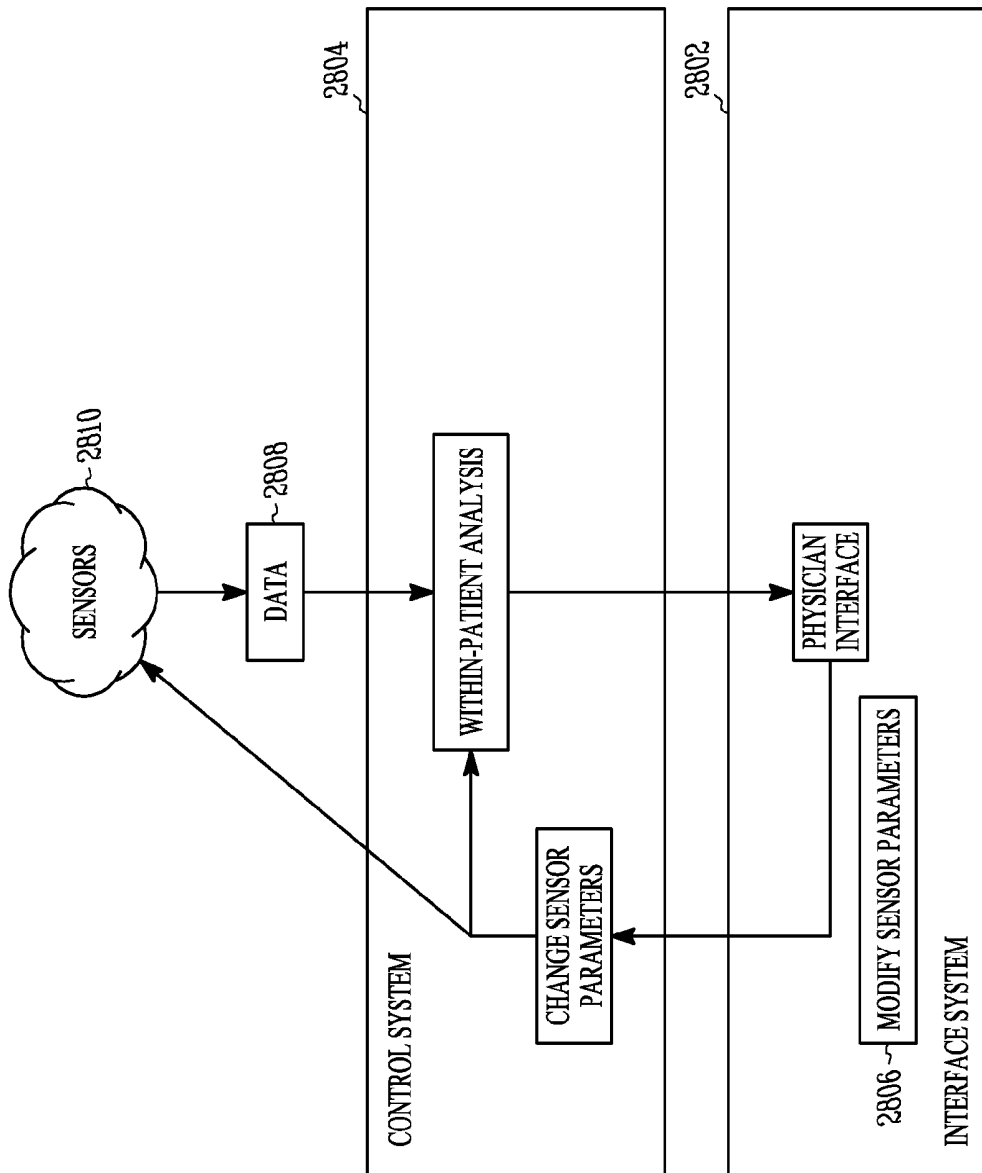 SENSORS
2810
DATA
2808
CONTROL SYSTEM
2804
WITHIN-PATIENT ANALYSIS
CHANGE SENSOR
PARAMETERS
2802
PHYSICIAN
INTERFACE
2806
MODIFY SENSOR PARAMETERS
INTERFACE SYSTEM